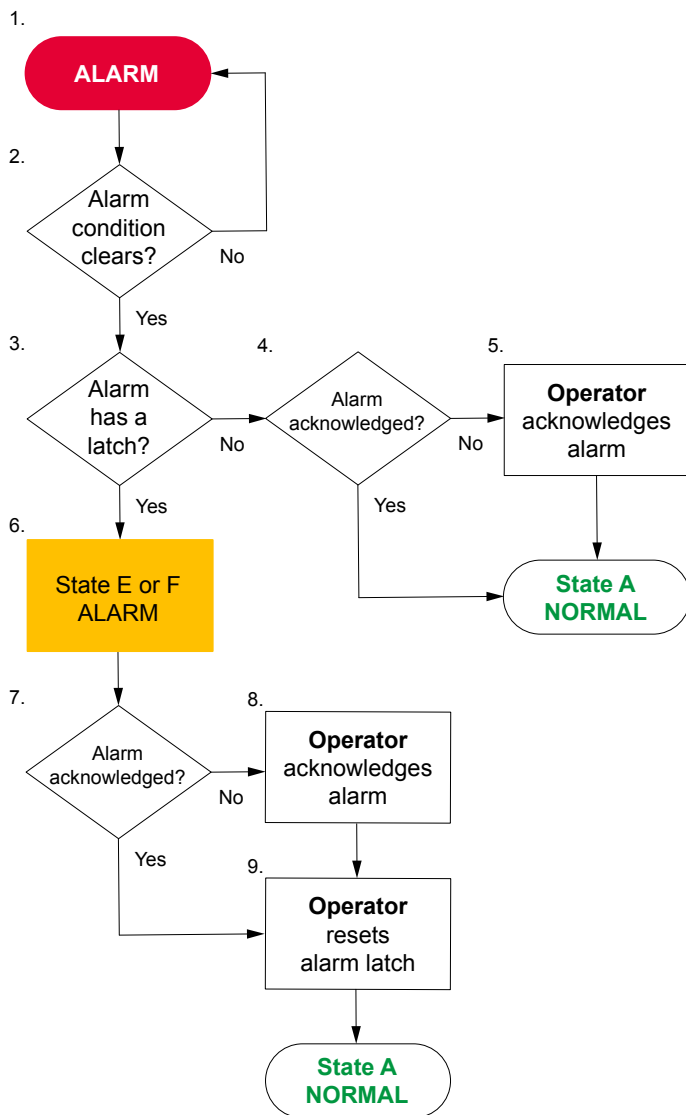 1.
ALARM
2.
Alarm
condition
clears?
No
Yes
3.
Alarm
has a
latch?
No
Yes
4.
Alarm
acknowledged?
No
Yes
5.
Operator
acknowledges
alarm
State A
NORMAL
6.
State E or F
ALARM
7.
Alarm
acknowledged?
No
Yes
8.
Operator
acknowledges
alarm
9.
Operator
resets
alarm latch
State A
NORMAL